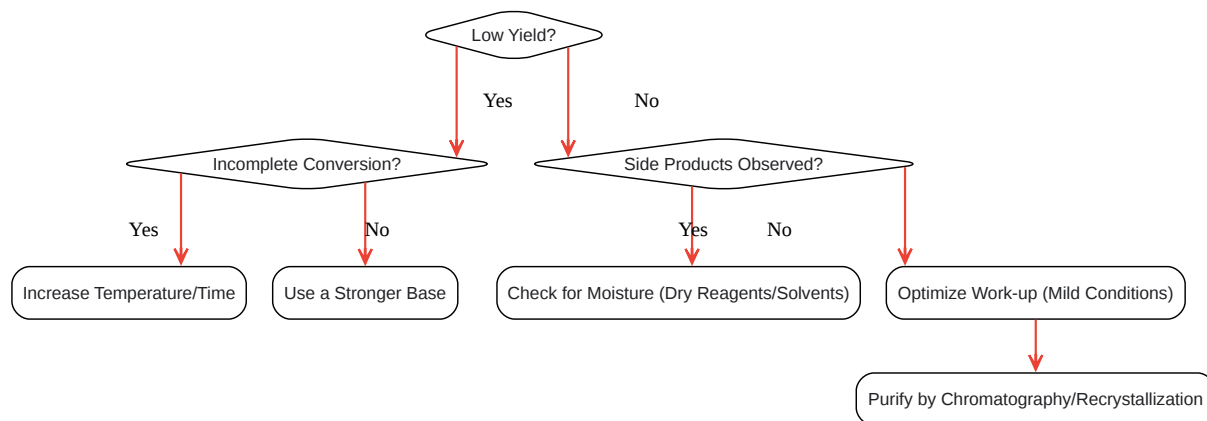 Low Yield?
Yes
No
Incomplete Conversion?
Side Products Observed?
Yes
No
Yes
No
Increase Temperature/Time
Use a Stronger Base
Check for Moisture (Dry Reagents/Solvents)
Optimize Work-up (Mild Conditions)
Purify by Chromatography/Recrystallization